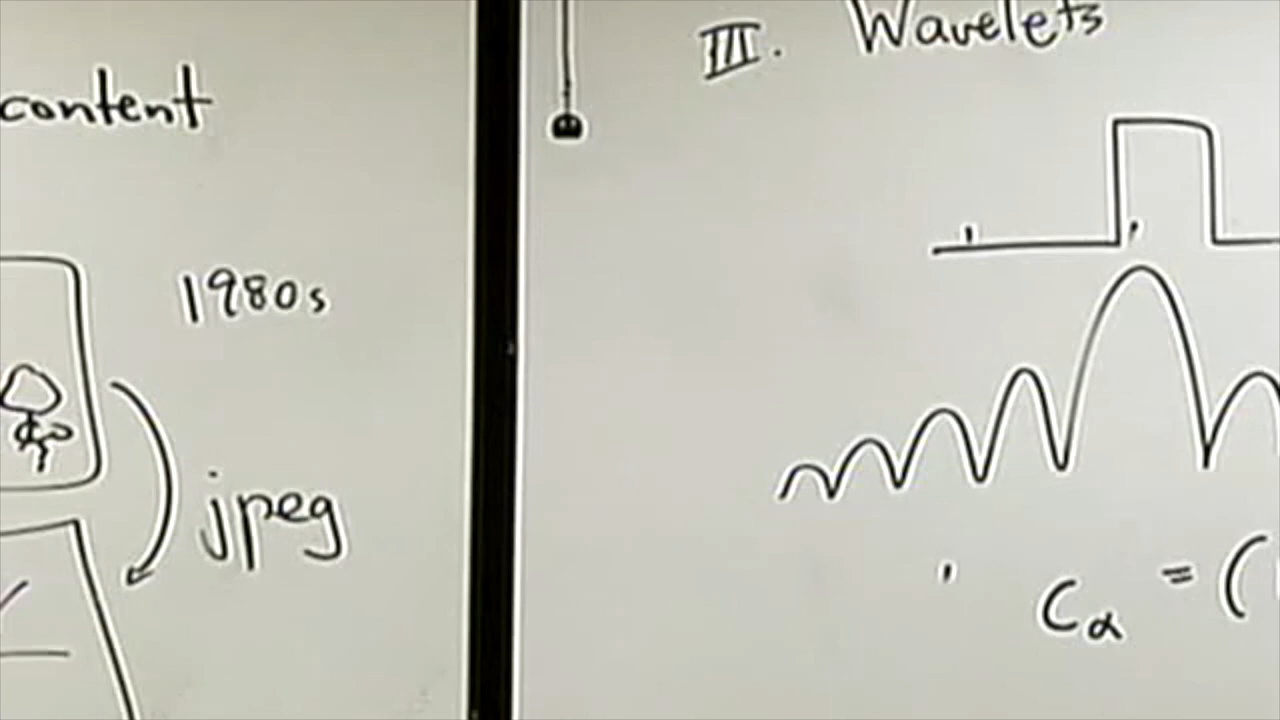 content
1980s
jpeg
III. Wavelets
Cα = (